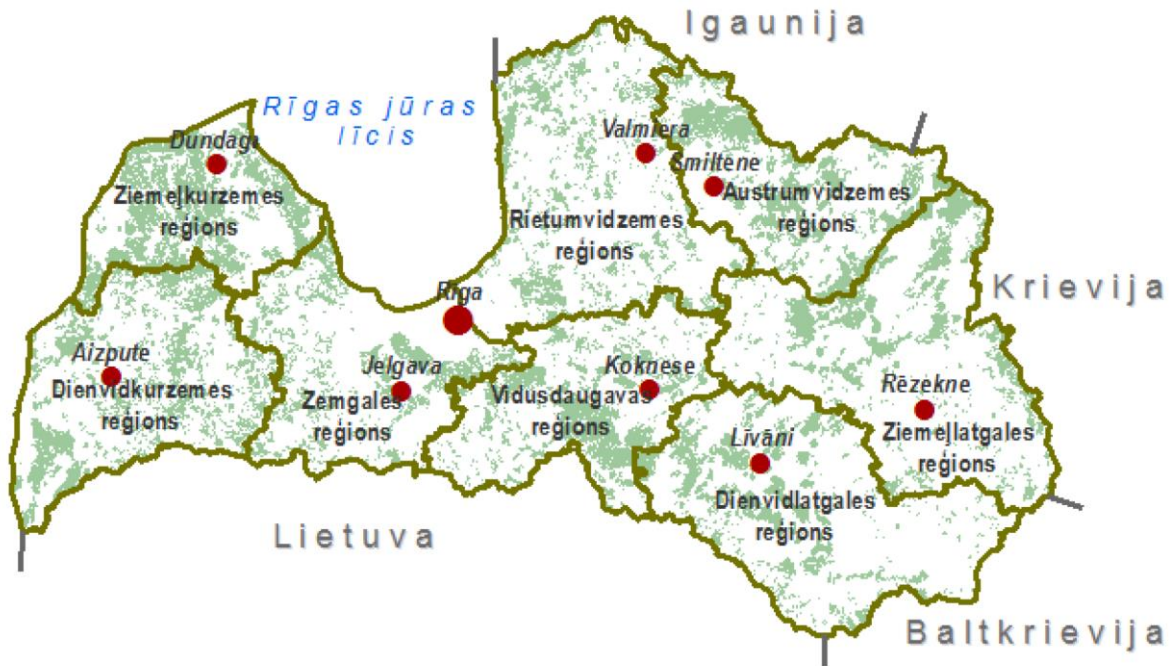 Igaunija
Rīgas jūras
līcis
Dundaga
Ziemeļkurzemes
reģions
Valmiera
Smiltene
Austrumvidzemes
reģions
Rietumvidzemes
reģions
Krievija
Rīga
Aizpute
Dienvidkurzemes
reģions
Jelgava
Zemgales
reģions
Koknese
Vidusdaugavas
reģions
Rēzekne
Ziemeļlatgales
reģions
Līvāni
Dienvidlatgales
reģions
Lietuva
Baltkrievija